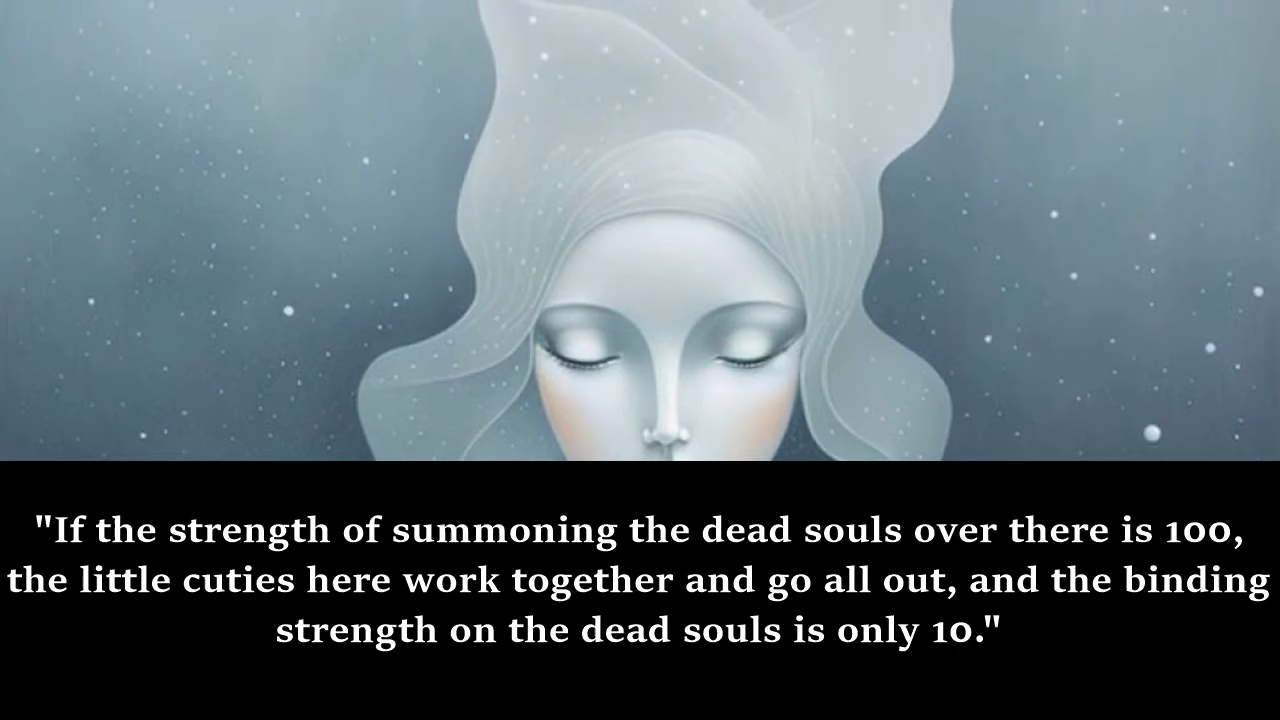 "If the strength of summoning the dead souls over there is 100,
the little cuties here work together and go all out, and the binding
strength on the dead souls is only 10."